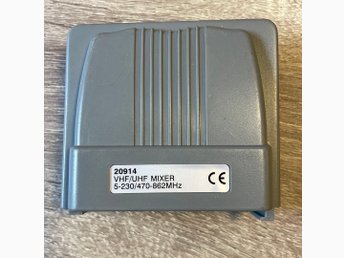 20914
VHF/UHF MIXER
5-230/470-862MHz
CE